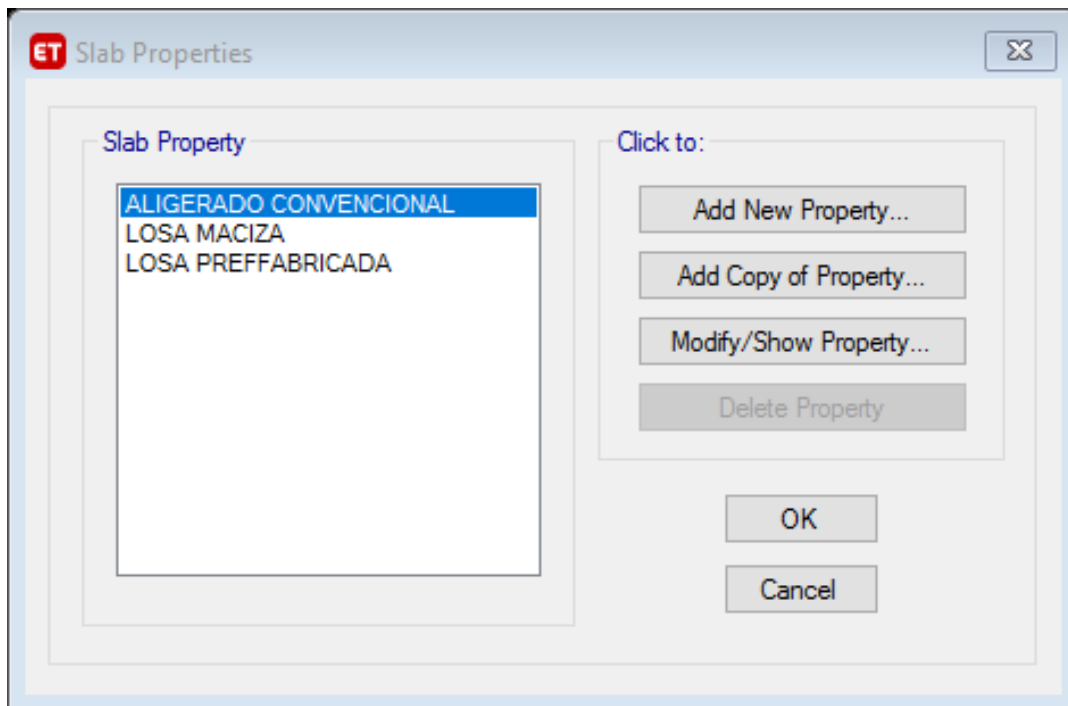 ET Slab Properties
Slab Property
ALIGERADO CONVENCIONAL
LOSA MACIZA
LOSA PREFFABRICADA
Click to:
Add New Property...
Add Copy of Property...
Modify/Show Property...
Delete Property
OK
Cancel